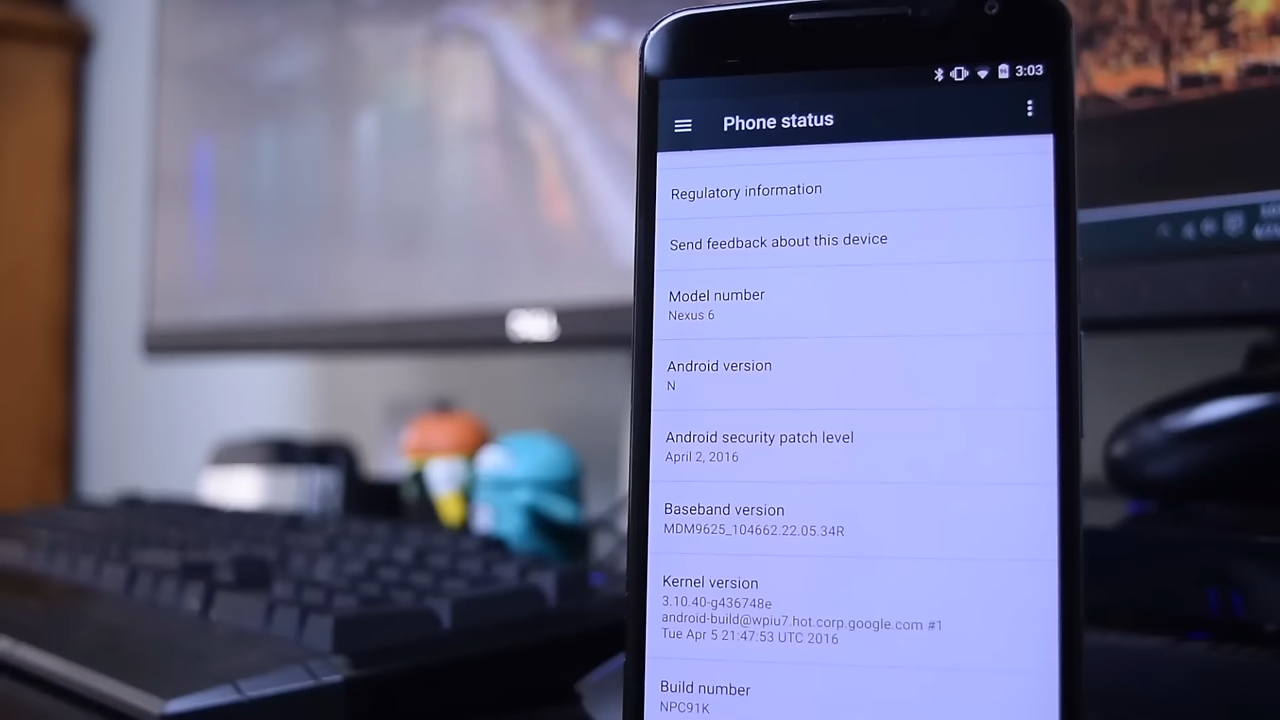 3:03
Phone status
Regulatory information
Send feedback about this device
Model number
Nexus 6
Android version
N
Android security patch level
April 2, 2016
Baseband version
MDM9625_104662.22.05.34R
Kernel version
3.10.40-g436748e
android-build@wpiu7.hot.corp.google.com #1
Tue Apr 5 21:47:53 UTC 2016
Build number
NPC91K